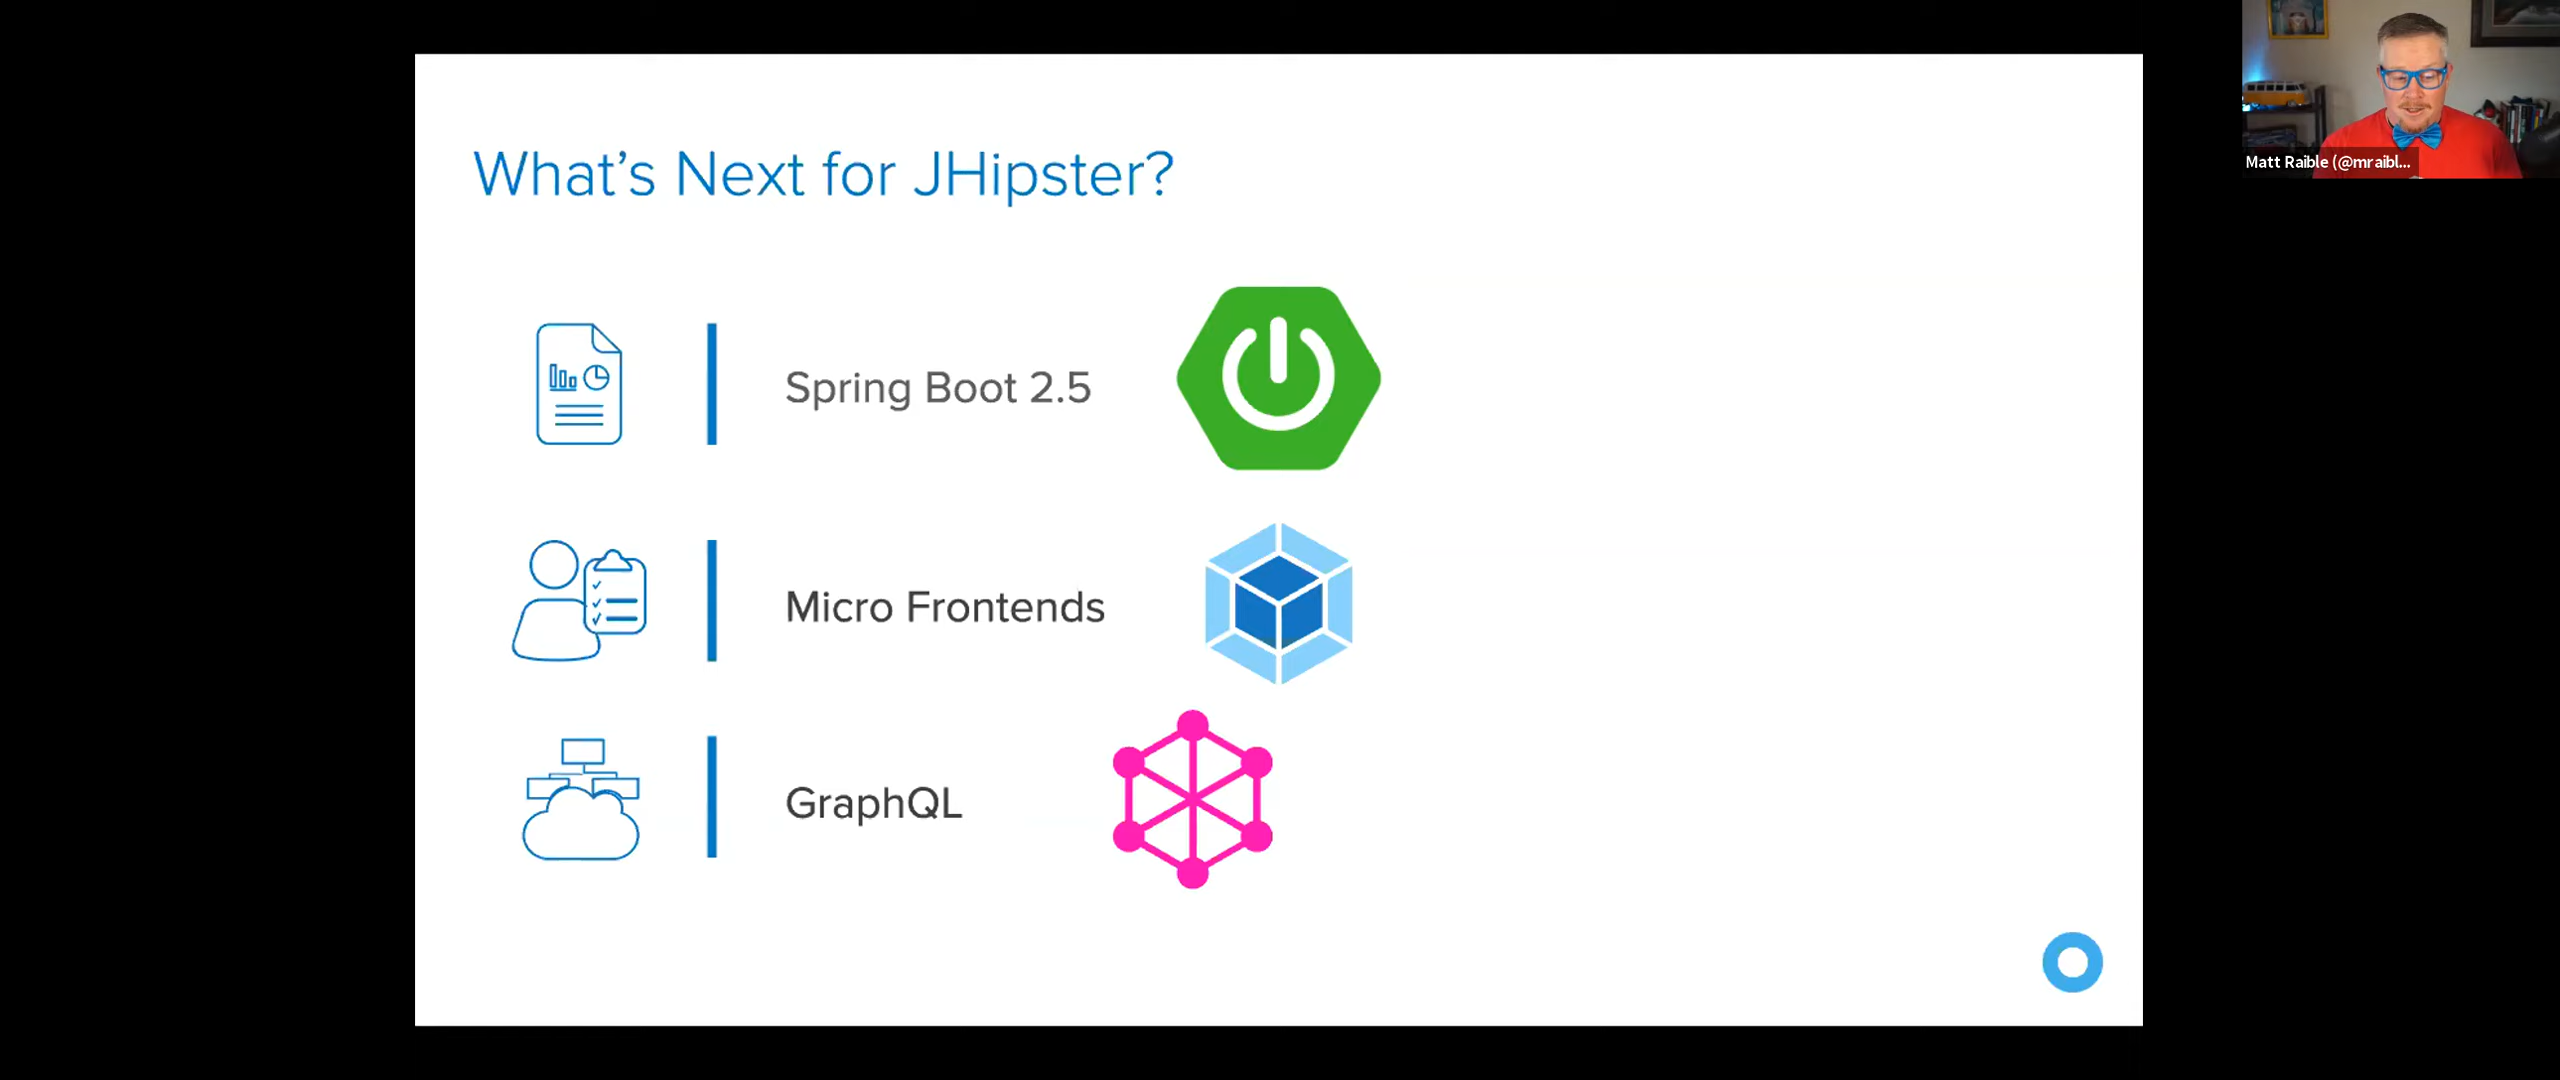 What's Next for JHipster?
Spring Boot 2.5
Micro Frontends
GraphQL
Matt Raible (@mraibl...